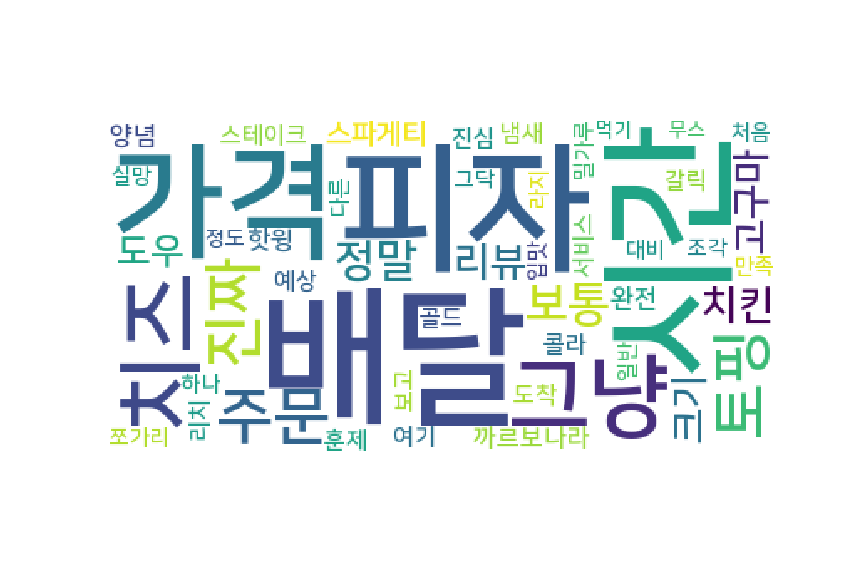 양념
스테이크
스파게티
진심
냄새
밀가루
먹기
무스
처음
실망
가격
다른
피자
그닥
라지
시간
갈릭
고구마
도우
정도
핫윙
정말
리뷰
입맛
서비스
대비
조각
만족
치즈
진짜
예상
배달
골드
보통
완전
치킨
콜라
일반
토핑
하나
리치
주문
보고
도착
그냥
크기
쪼가리
훈제
여기
까르보나라